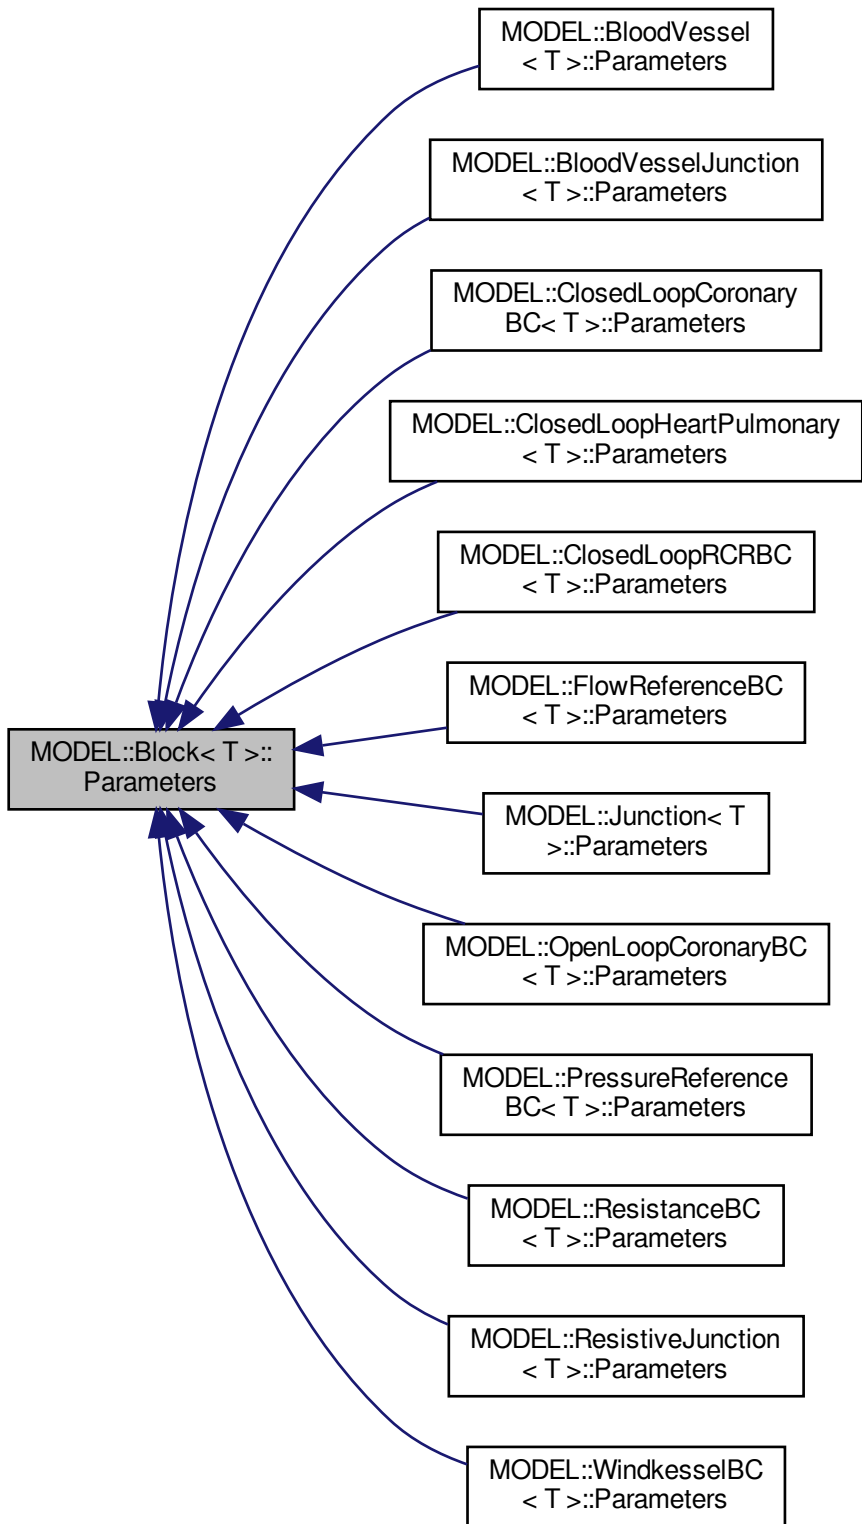 MODEL::BloodVessel
< T >::Parameters
MODEL::BloodVesselJunction
< T >::Parameters
MODEL::ClosedLoopCoronary
BC< T >::Parameters
MODEL::ClosedLoopHeartPulmonary
< T >::Parameters
MODEL::ClosedLoopRCRBC
< T >::Parameters
MODEL::FlowReferenceBC
< T >::Parameters
MODEL::Block< T >::
Parameters
MODEL::Junction< T
>::Parameters
MODEL::OpenLoopCoronaryBC
< T >::Parameters
MODEL::PressureReference
BC< T >::Parameters
MODEL::ResistanceBC
< T >::Parameters
MODEL::ResistiveJunction
< T >::Parameters
MODEL::WindkesselBC
< T >::Parameters